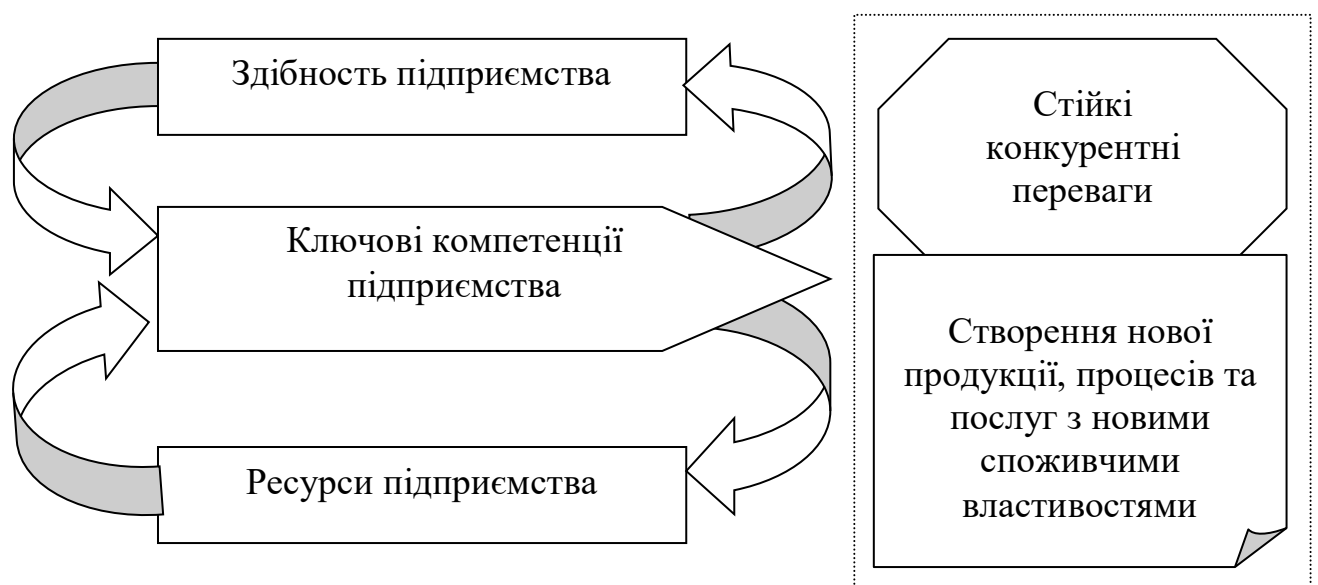 Здібность підприємства
Ключові компетенції
підприємства
Ресурси підприємства
Стійкі
конкурентні
переваги
Створення нової
продукції, процесів та
послуг з новими
споживчими
властивостями